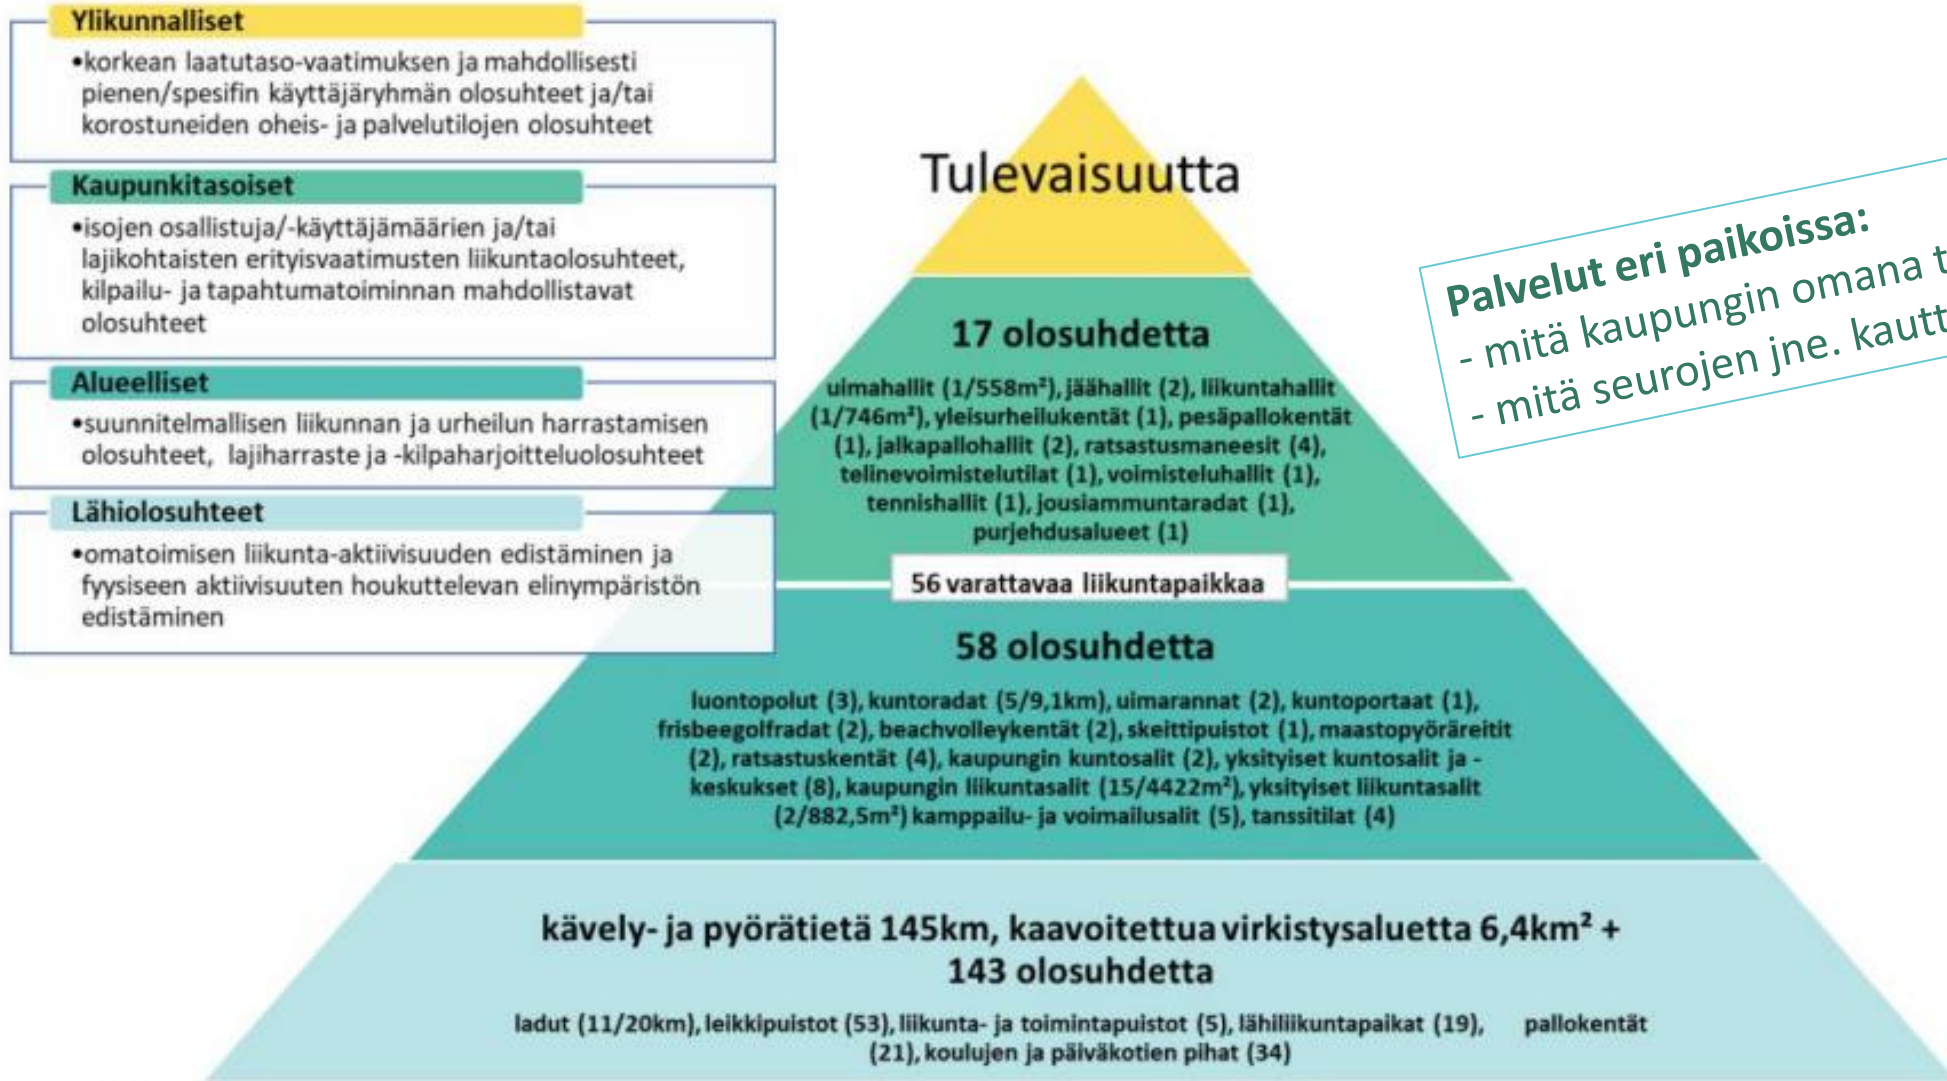 Ylikunnalliset
•korkean laatutaso-vaatimuksen ja mahdollisesti
pienen/spesifin käyttäjäryhmän olosuhteet ja/tai
korostuneiden oheis- ja palvelutilojen olosuhteet
Kaupunkitasoiset
•isojen osallistuja/-käyttäjämäärien ja/tai
lajikohtaisten erityisvaatimusten liikuntaolosuhteet,
kilpailu- ja tapahtumatoiminnan mahdollistavat
olosuhteet
Alueelliset
•suunnitelmallisen liikunnan ja urheilun harrastamisen
olosuhteet, lajiharraste ja -kilpaharjoitteluolosuhteet
Lähiolosuhteet
•omatoimisen liikunta-aktiivisuuden edistäminen ja
fyysiseen aktiivisuuten houkuttelevan elinympäristön
edistäminen
Tulevaisuutta
17 olosuhdetta
uimahallit (1/558m²), jäähallit (2), liikuntahallit
(1/746m²), yleisurheilukentät (1), pesäpallokentät
(1), jalkapallohallit (2), ratsastusmaneesit (4),
telinevoimistelutilat (1), voimisteluhallit (1),
tennishallit (1), jousiammuntaradat (1),
purjehdusalueet (1)
56 varattavaa liikuntapaikkaa
58 olosuhdetta
luontopolut (3), kuntoradat (5/9,1km), uimarannat (2), kuntoportaat (1),
frisbeegolfradat (2), beachvolleykentät (2), skeittipuistot (1), maastopyöräreitit
(2), ratsastuskentät (4), kaupungin kuntosalit (2), yksityiset kuntosalit ja -
keskukset (8), kaupungin liikuntasalit (15/4422m²), yksityiset liikuntasalit
(2/882,5m²) kamppailu- ja voimailusalit (5), tanssitilat (4)
kävely- ja pyörätietä 145km, kaavoitettua virkistysaluetta 6,4km² +
143 olosuhdetta
ladut (11/20km), leikkipuistot (53), liikunta- ja toimintapuistot (5), lähiliikuntapaikat (19), pallokentät
(21), koulujen ja päiväkotien pihat (34)
Palvelut eri paikoissa:
- mitä kaupungin omana
- mitä seurojen jne.